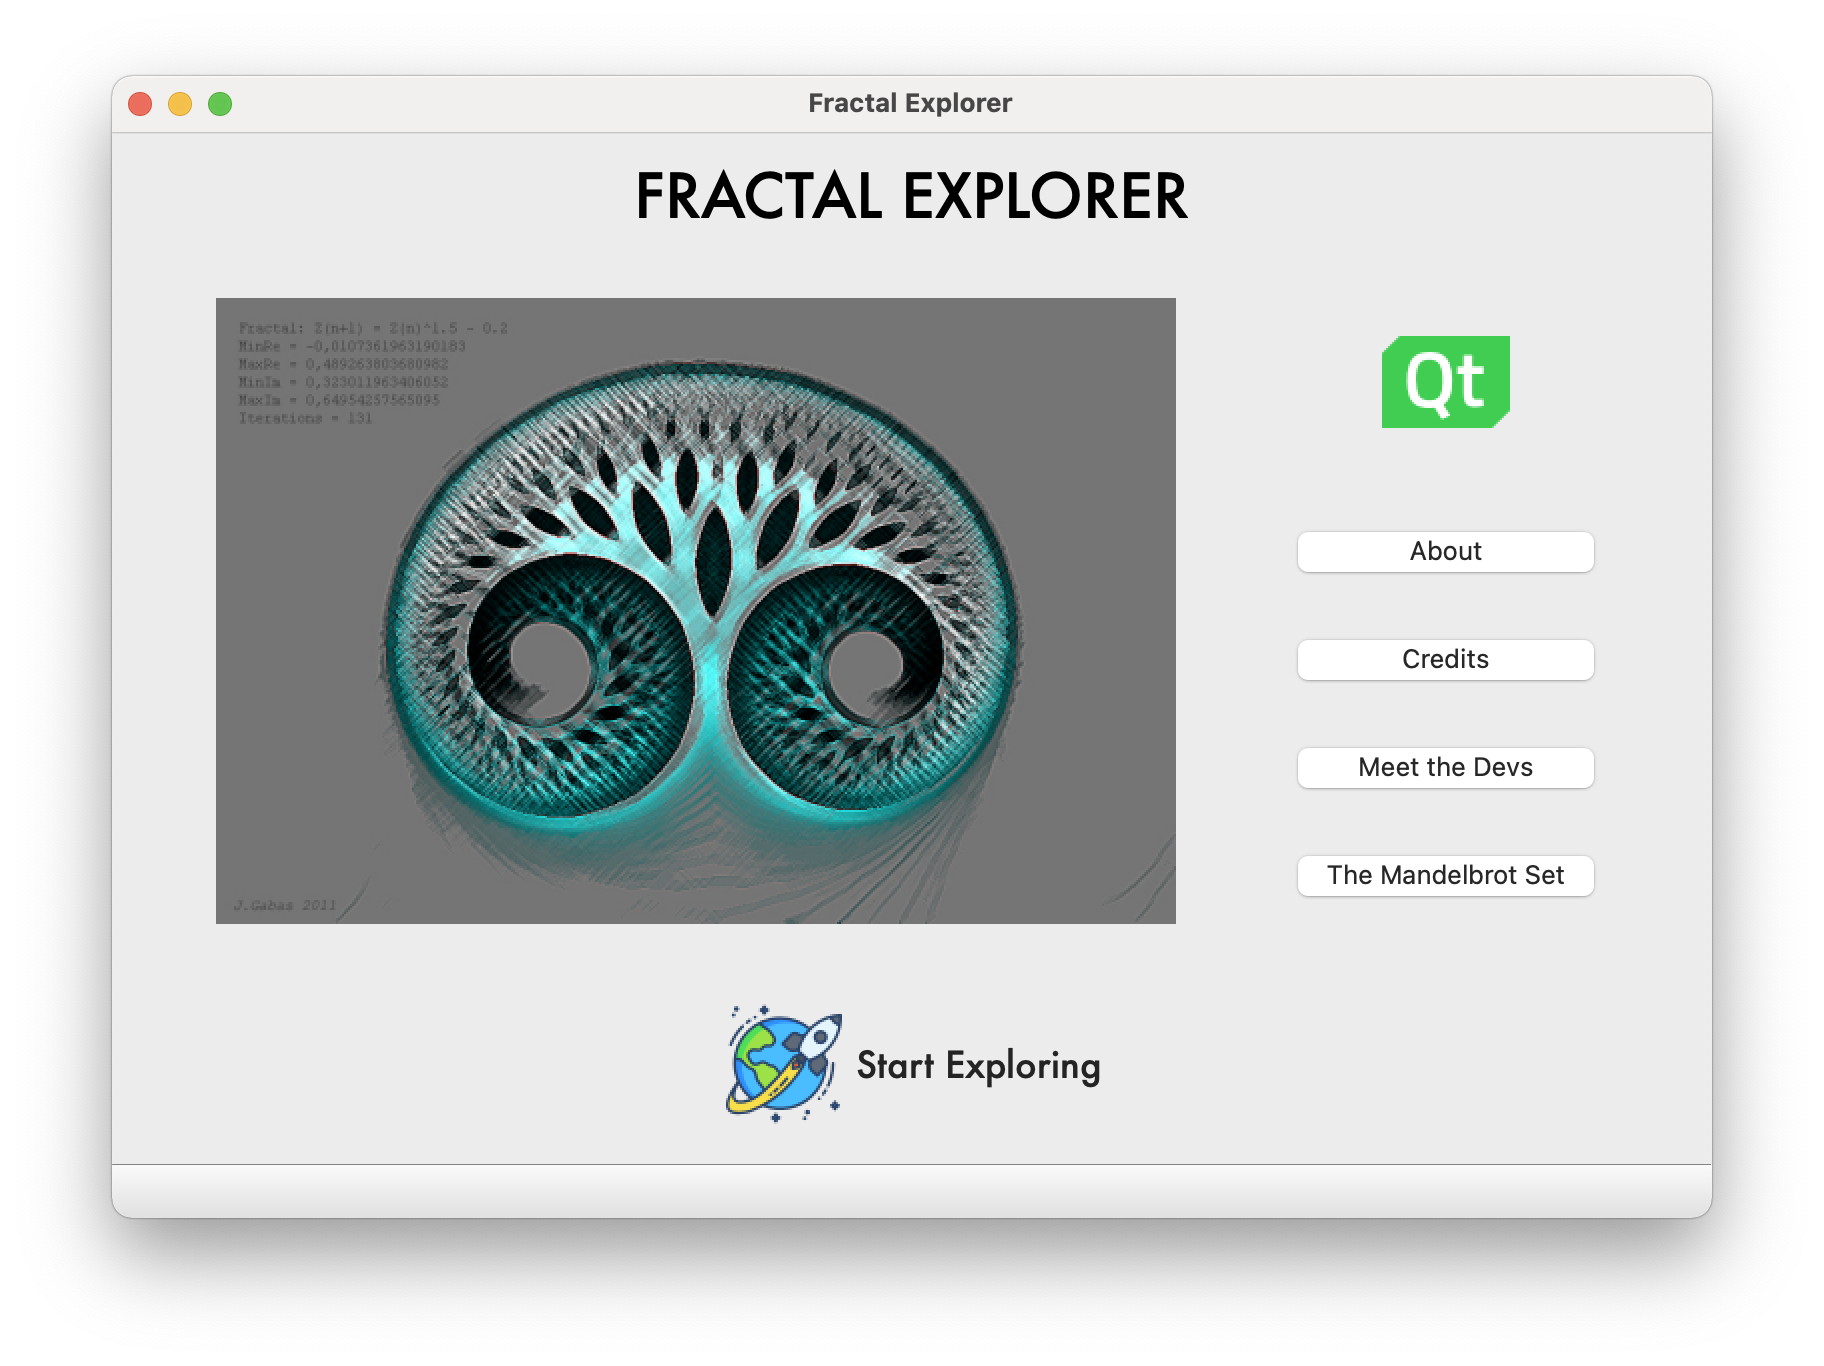 Fractal Explorer
FRACTAL EXPLORER
Fractal: Z(n+1) = Z(n)^1.5 - 0.2
MinRe = -0,0107361963190183
MaxRe = 0,489263803680982
MinIm = 0,323011963406052
MaxIm = 0,64954257565095
Iterations = 131
J.Gabas 2011
Qt
About
Credits
Meet the Devs
The Mandelbrot Set
Start Exploring